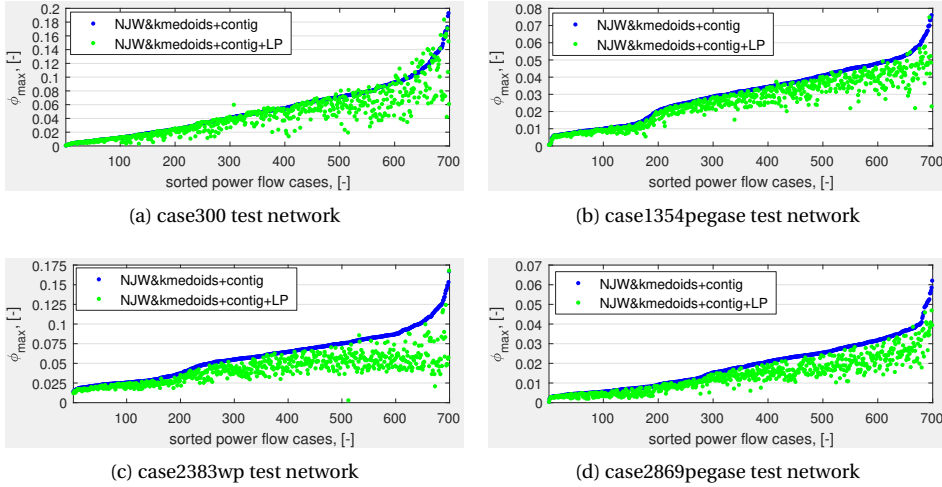 0.2
0.18
0.16
0.14
0.12
0.1
0.08
0.06
0.04
0.02
ϕmax, [-]
NJW&kmedoids+contig
NJW&kmedoids+contig+LP
100 200 300 400 500 600 700
sorted power flow cases, [-]
(a) case300 test network
0.08
0.07
0.06
0.05
0.04
0.03
0.02
0.01
0
ϕmax, [-]
NJW&kmedoids+contig
NJW&kmedoids+contig+LP
100 200 300 400 500 600 700
sorted power flow cases, [-]
(b) case1354pegase test network
0.175
0.15
0.125
0.1
0.075
0.05
0.025
0
ϕmax, [-]
NJW&kmedoids+contig
NJW&kmedoids+contig+LP
100 200 300 400 500 600 700
sorted power flow cases, [-]
(c) case2383wp test network
0.07
0.06
0.05
0.04
0.03
0.02
0.01
0
ϕmax, [-]
NJW&kmedoids+contig
NJW&kmedoids+contig+LP
100 200 300 400 500 600 700
sorted power flow cases, [-]
(d) case2869pegase test network